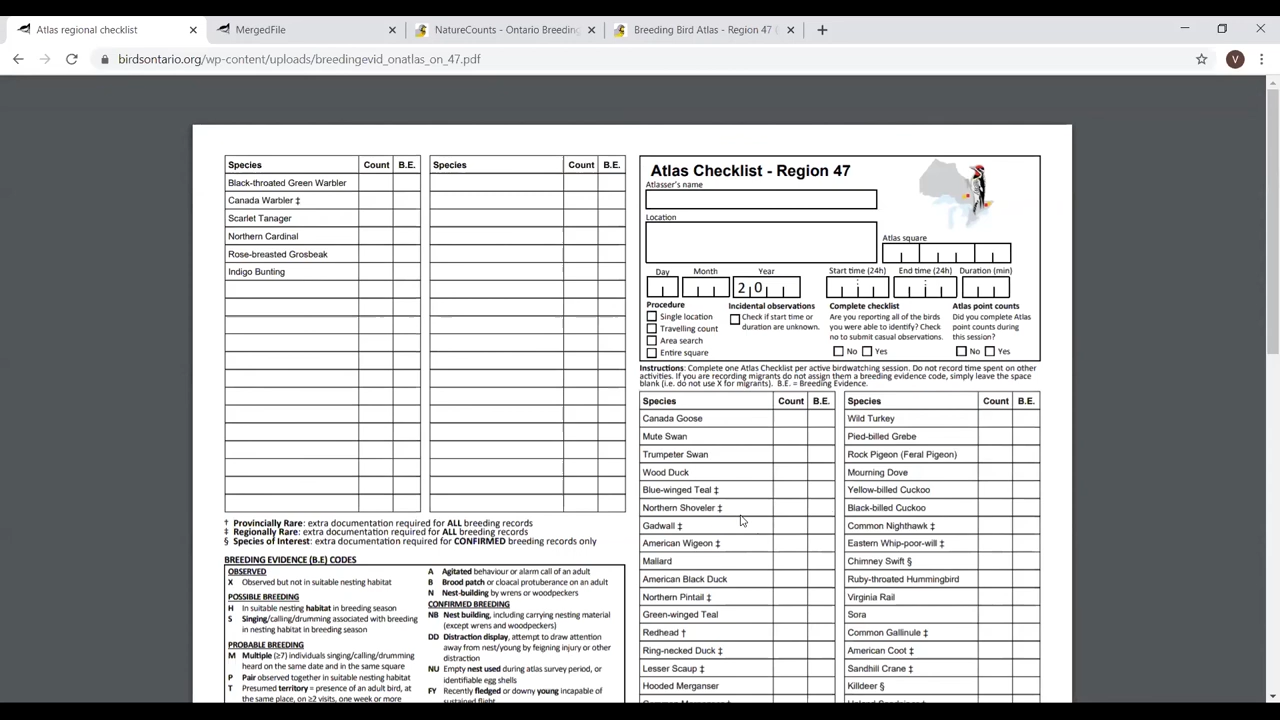 Atlas regional checklist
MergedFile
NatureCounts - Ontario Breeding
Breeding Bird Atlas - Region 47 (
birdsontario.org/wp-content/uploads/breedingevid_onatlas_on_47.pdf
V
Species Count B.E. Species Count B.E.
Black-throated Green Warbler
Canada Warbler ‡
Scarlet Tanager
Northern Cardinal
Rose-breasted Grosbeak
Indigo Bunting
† Provincially Rare: extra documentation required for ALL breeding records
‡ Regionally Rare: extra documentation required for ALL breeding records
§ Species of Interest: extra documentation required for CONFIRMED breeding records only
BREEDING EVIDENCE (B.E) CODES
OBSERVED
X Observed but not in suitable nesting habitat
POSSIBLE BREEDING
H In suitable nesting habitat in breeding season
S Singing/calling/drumming associated with breeding
in nesting habitat in breeding season
PROBABLE BREEDING
M Multiple (≥7) individuals singing/calling/drumming
heard on the same date and in the same square
P Pair observed together in suitable nesting habitat
T Presumed territory = presence of an adult bird, at
the same place, on ≥2 visits, one week or more
A Agitated behaviour or alarm call of an adult
B Brood patch or cloacal protuberance on an adult
N Nest-building by wrens or woodpeckers
CONFIRMED BREEDING
NB Nest building, including carrying nesting material
(except wrens and woodpeckers)
DD Distraction display, attempt to draw attention
away from nest/young by feigning injury or other
distraction
NU Empty nest used during atlas survey period, or
identifiable egg shells
FY Recently fledged or downy young incapable of
sustained flight
Atlas Checklist - Region 47
Atlasser's name
Location
Atlas square
Day Month Year Start time (24h) End time (24h) Duration (min)
2 0 : :
Procedure
Single location
Travelling count
Area search
Entire square
Incidental observations
Check if start time or
duration are unknown.
Complete checklist
Are you reporting all of the birds
you were able to identify? Check
no to submit casual observations.
No Yes
Atlas point counts
Did you complete Atlas
point counts during
this session?
No Yes
Instructions: Complete one Atlas Checklist per active birdwatching session. Do not record time spent on other
activities. If you are recording migrants do not assign them a breeding evidence code, simply leave the space
blank (i.e. do not use X for migrants). B.E. = Breeding Evidence.
Species Count B.E. Species Count B.E.
Canada Goose Wild Turkey
Mute Swan Pied-billed Grebe
Trumpeter Swan Rock Pigeon (Feral Pigeon)
Wood Duck Mourning Dove
Blue-winged Teal ‡ Yellow-billed Cuckoo
Northern Shoveler ‡ Black-billed Cuckoo
Gadwall ‡ Common Nighthawk ‡
American Wigeon ‡ Eastern Whip-poor-will ‡
Mallard Chimney Swift §
American Black Duck Ruby-throated Hummingbird
Northern Pintail ‡ Virginia Rail
Green-winged Teal Sora
Redhead † Common Gallinule ‡
Ring-necked Duck ‡ American Coot ‡
Lesser Scaup ‡ Sandhill Crane ‡
Hooded Merganser Killdeer §